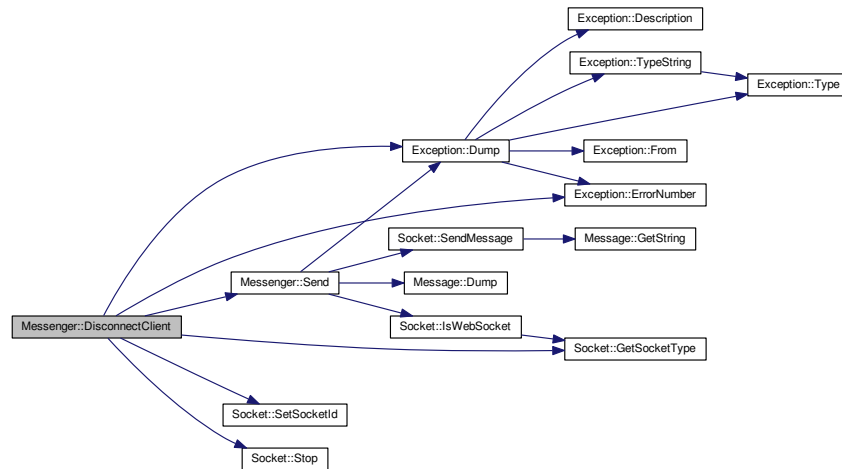 Exception::Description
Exception::TypeString
Exception::Type
Exception::Dump
Exception::From
Exception::ErrorNumber
Socket::SendMessage
Message::GetString
Messenger::Send
Message::Dump
Messenger::DisconnectClient
Socket::IsWebSocket
Socket::GetSocketType
Socket::SetSocketId
Socket::Stop